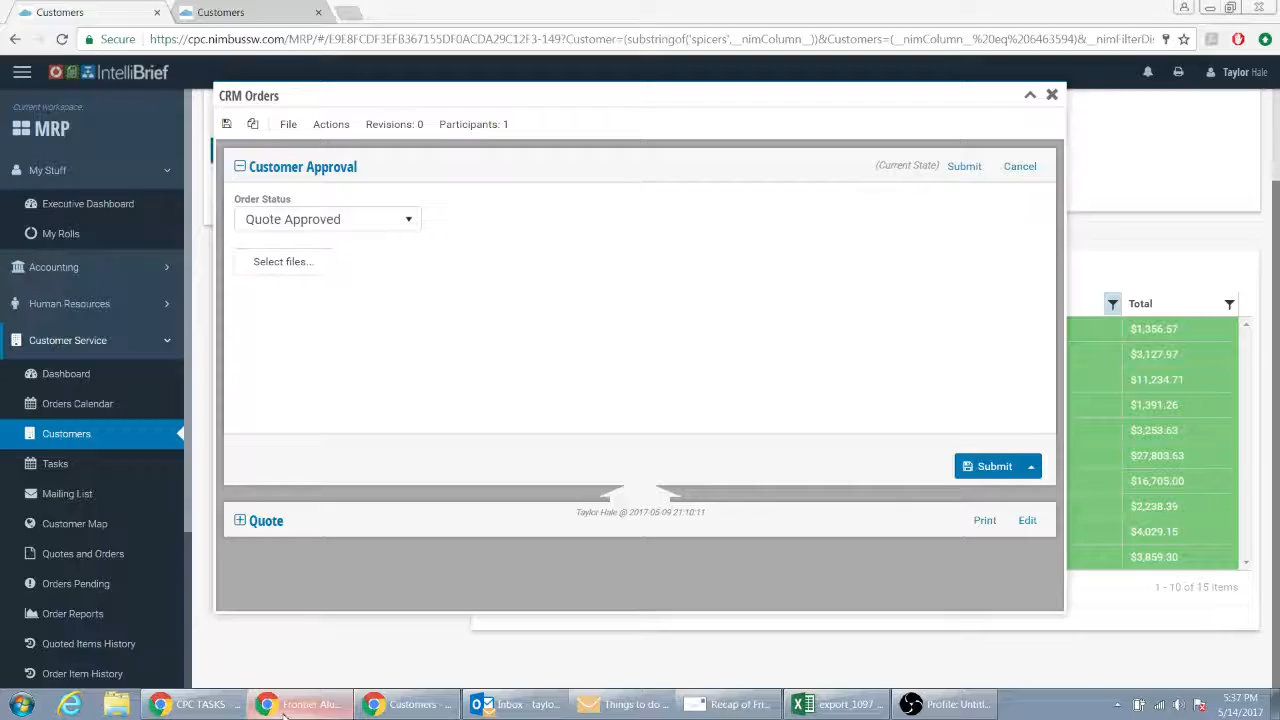 Customers
Customers
Secure https://cpc.nimbussw.com/MRP/#/E9E8FCDF3EFB367155DF0ACDA29C12F3-149?Customer=(substringof('spicers',__nimColumn__))&Customers=(__nimColumn__%20eq%206463594)&__nimFilterDis
IntelliBrief
Taylor Hale
Current workspace:
MRP
My Stuff
Executive Dashboard
My Rolls
Accounting
Human Resources
Customer Service
Dashboard
Orders Calendar
Customers
Tasks
Mailing List
Customer Map
Quotes and Orders
Orders Pending
Order Reports
Quoted Items History
Order Item History
CRM Orders
File Actions Revisions: 0 Participants: 1
Customer Approval (Current State) Submit Cancel
Order Status
Quote Approved
Select files...
Submit
Taylor Hale @ 2017-05-09 21:10:11
Quote Print Edit
Total
$1,356.57
$3,127.97
$11,234.71
$1,391.26
$3,253.63
$27,803.63
$16,705.00
$2,238.39
$4,029.15
$3,859.30
1 - 10 of 15 items
CPC TASKS ...
Frontier Alu...
Customers - ...
Inbox - taylo...
Things to do ...
Recap of Fri...
export_1097_...
Profile: Untitl...
5:37 PM
5/14/2017